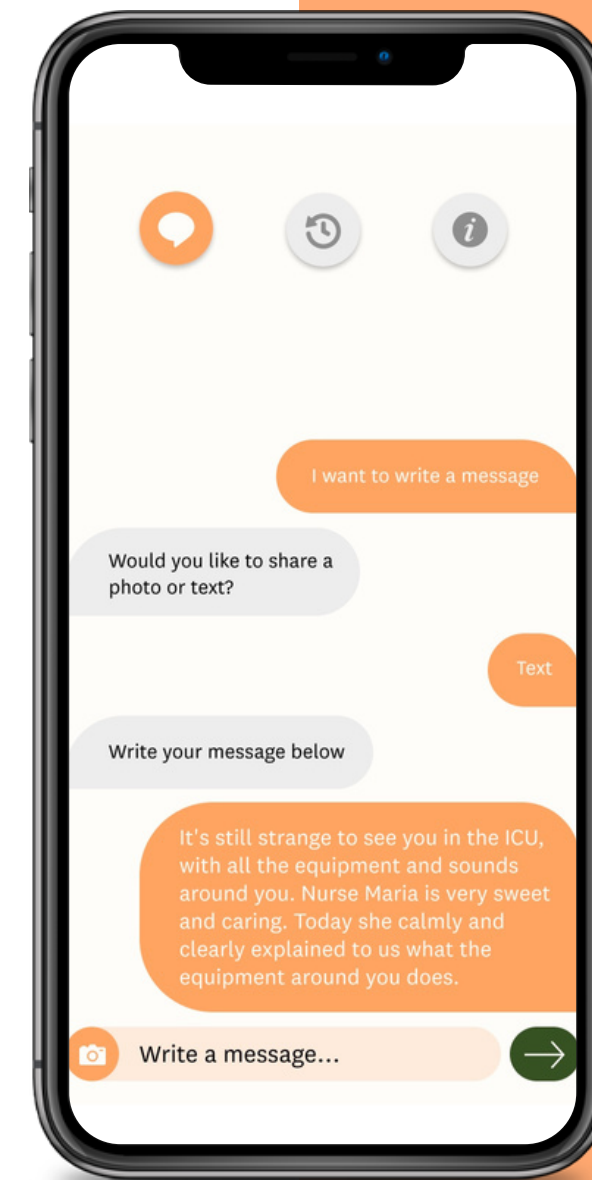 I want to write a message
Would you like to share a
photo or text?
Text
Write your message below
It's still strange to see you in the ICU,
with all the equipment and sounds
around you. Nurse Maria is very sweet
and caring. Today she calmly and
clearly explained to us what the
equipment around you does.
Write a message...